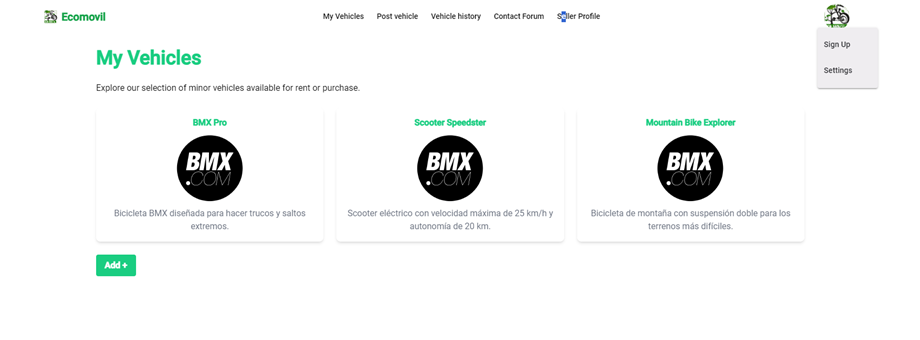 Ecomovil
My Vehicles Post vehicle Vehicle history Contact Forum Seller Profile
Sign Up
Settings
My Vehicles
Explore our selection of minor vehicles available for rent or purchase.
BMX Pro
BMX
.COM
Bicicleta BMX diseñada para hacer trucos y saltos
extremos.
Scooter Speedster
BMX
.COM
Scooter eléctrico con velocidad máxima de 25 km/h y
autonomía de 20 km.
Mountain Bike Explorer
BMX
.COM
Bicicleta de montaña con suspensión doble para los
terrenos más difíciles.
Add +